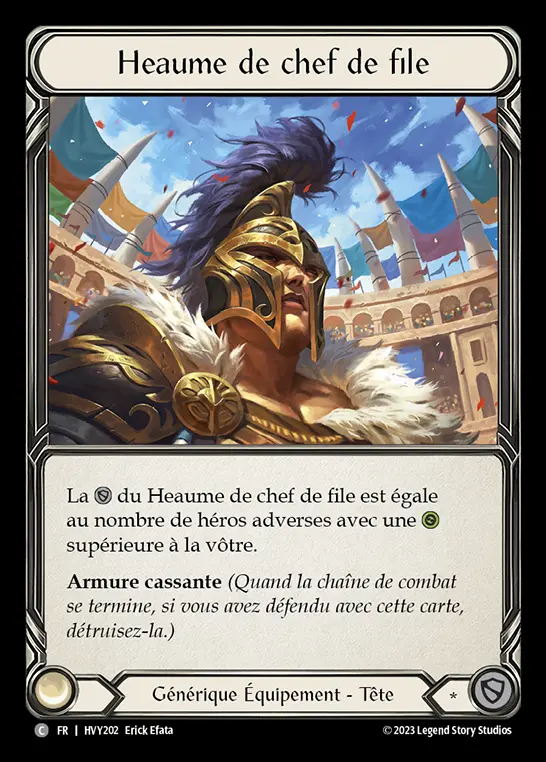 Heaume de chef de file
La du Heaume de chef de file est égale
au nombre de héros adverses avec une
supérieure à la vôtre.
Armure cassante (Quand la chaîne de combat
se termine, si vous avez défendu avec cette carte,
détruisez-la.)
Générique Équipement - Tête
*
C FR | HVY202 Erick Efata
© 2023 Legend Story Studios